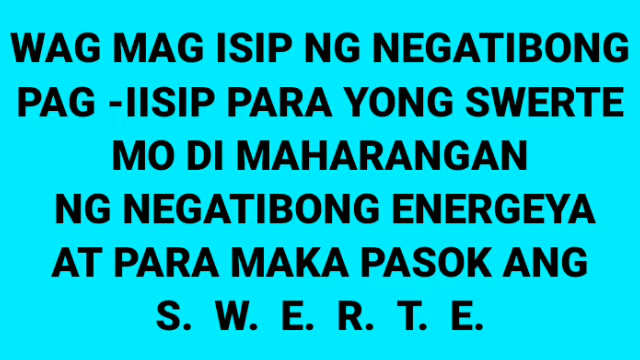 WAG MAG ISIP NG NEGATIBONG
PAG -IISIP PARA YONG SWERTE
MO DI MAHARANGAN
NG NEGATIBONG ENERGEYA
AT PARA MAKA PASOK ANG
S. W. E. R. T. E.